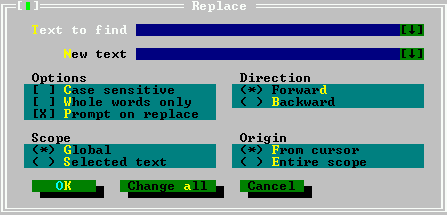 [■] Replace
Text to find [↓]
New text [↓]
Options Direction
[ ] Case sensitive (*) Forward
[ ] Whole words only ( ) Backward
[X] Prompt on replace
Scope Origin
(*) Global (*) From cursor
( ) Selected text ( ) Entire scope
OK Change all Cancel